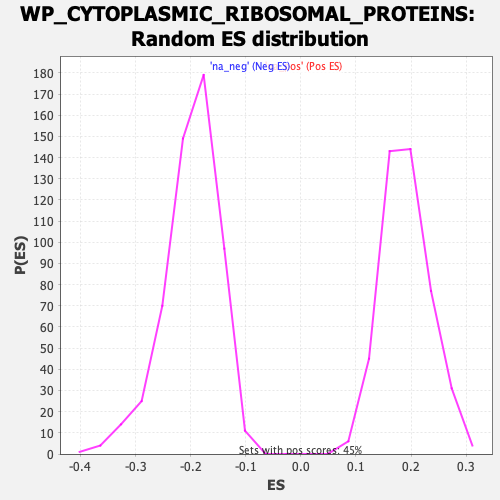 WP_CYTOPLASMIC_RIBOSOMAL_PROTEINS:
Random ES distribution
'na_neg' (Neg ES)os' (Pos ES)
180
170
160
150
140
130
120
110
100
90
80
70
60
50
40
30
20
10
0
P(ES)
Sets with pos scores: 45%
-0.4 -0.3 -0.2 -0.1 0.0 0.1 0.2 0.3
ES